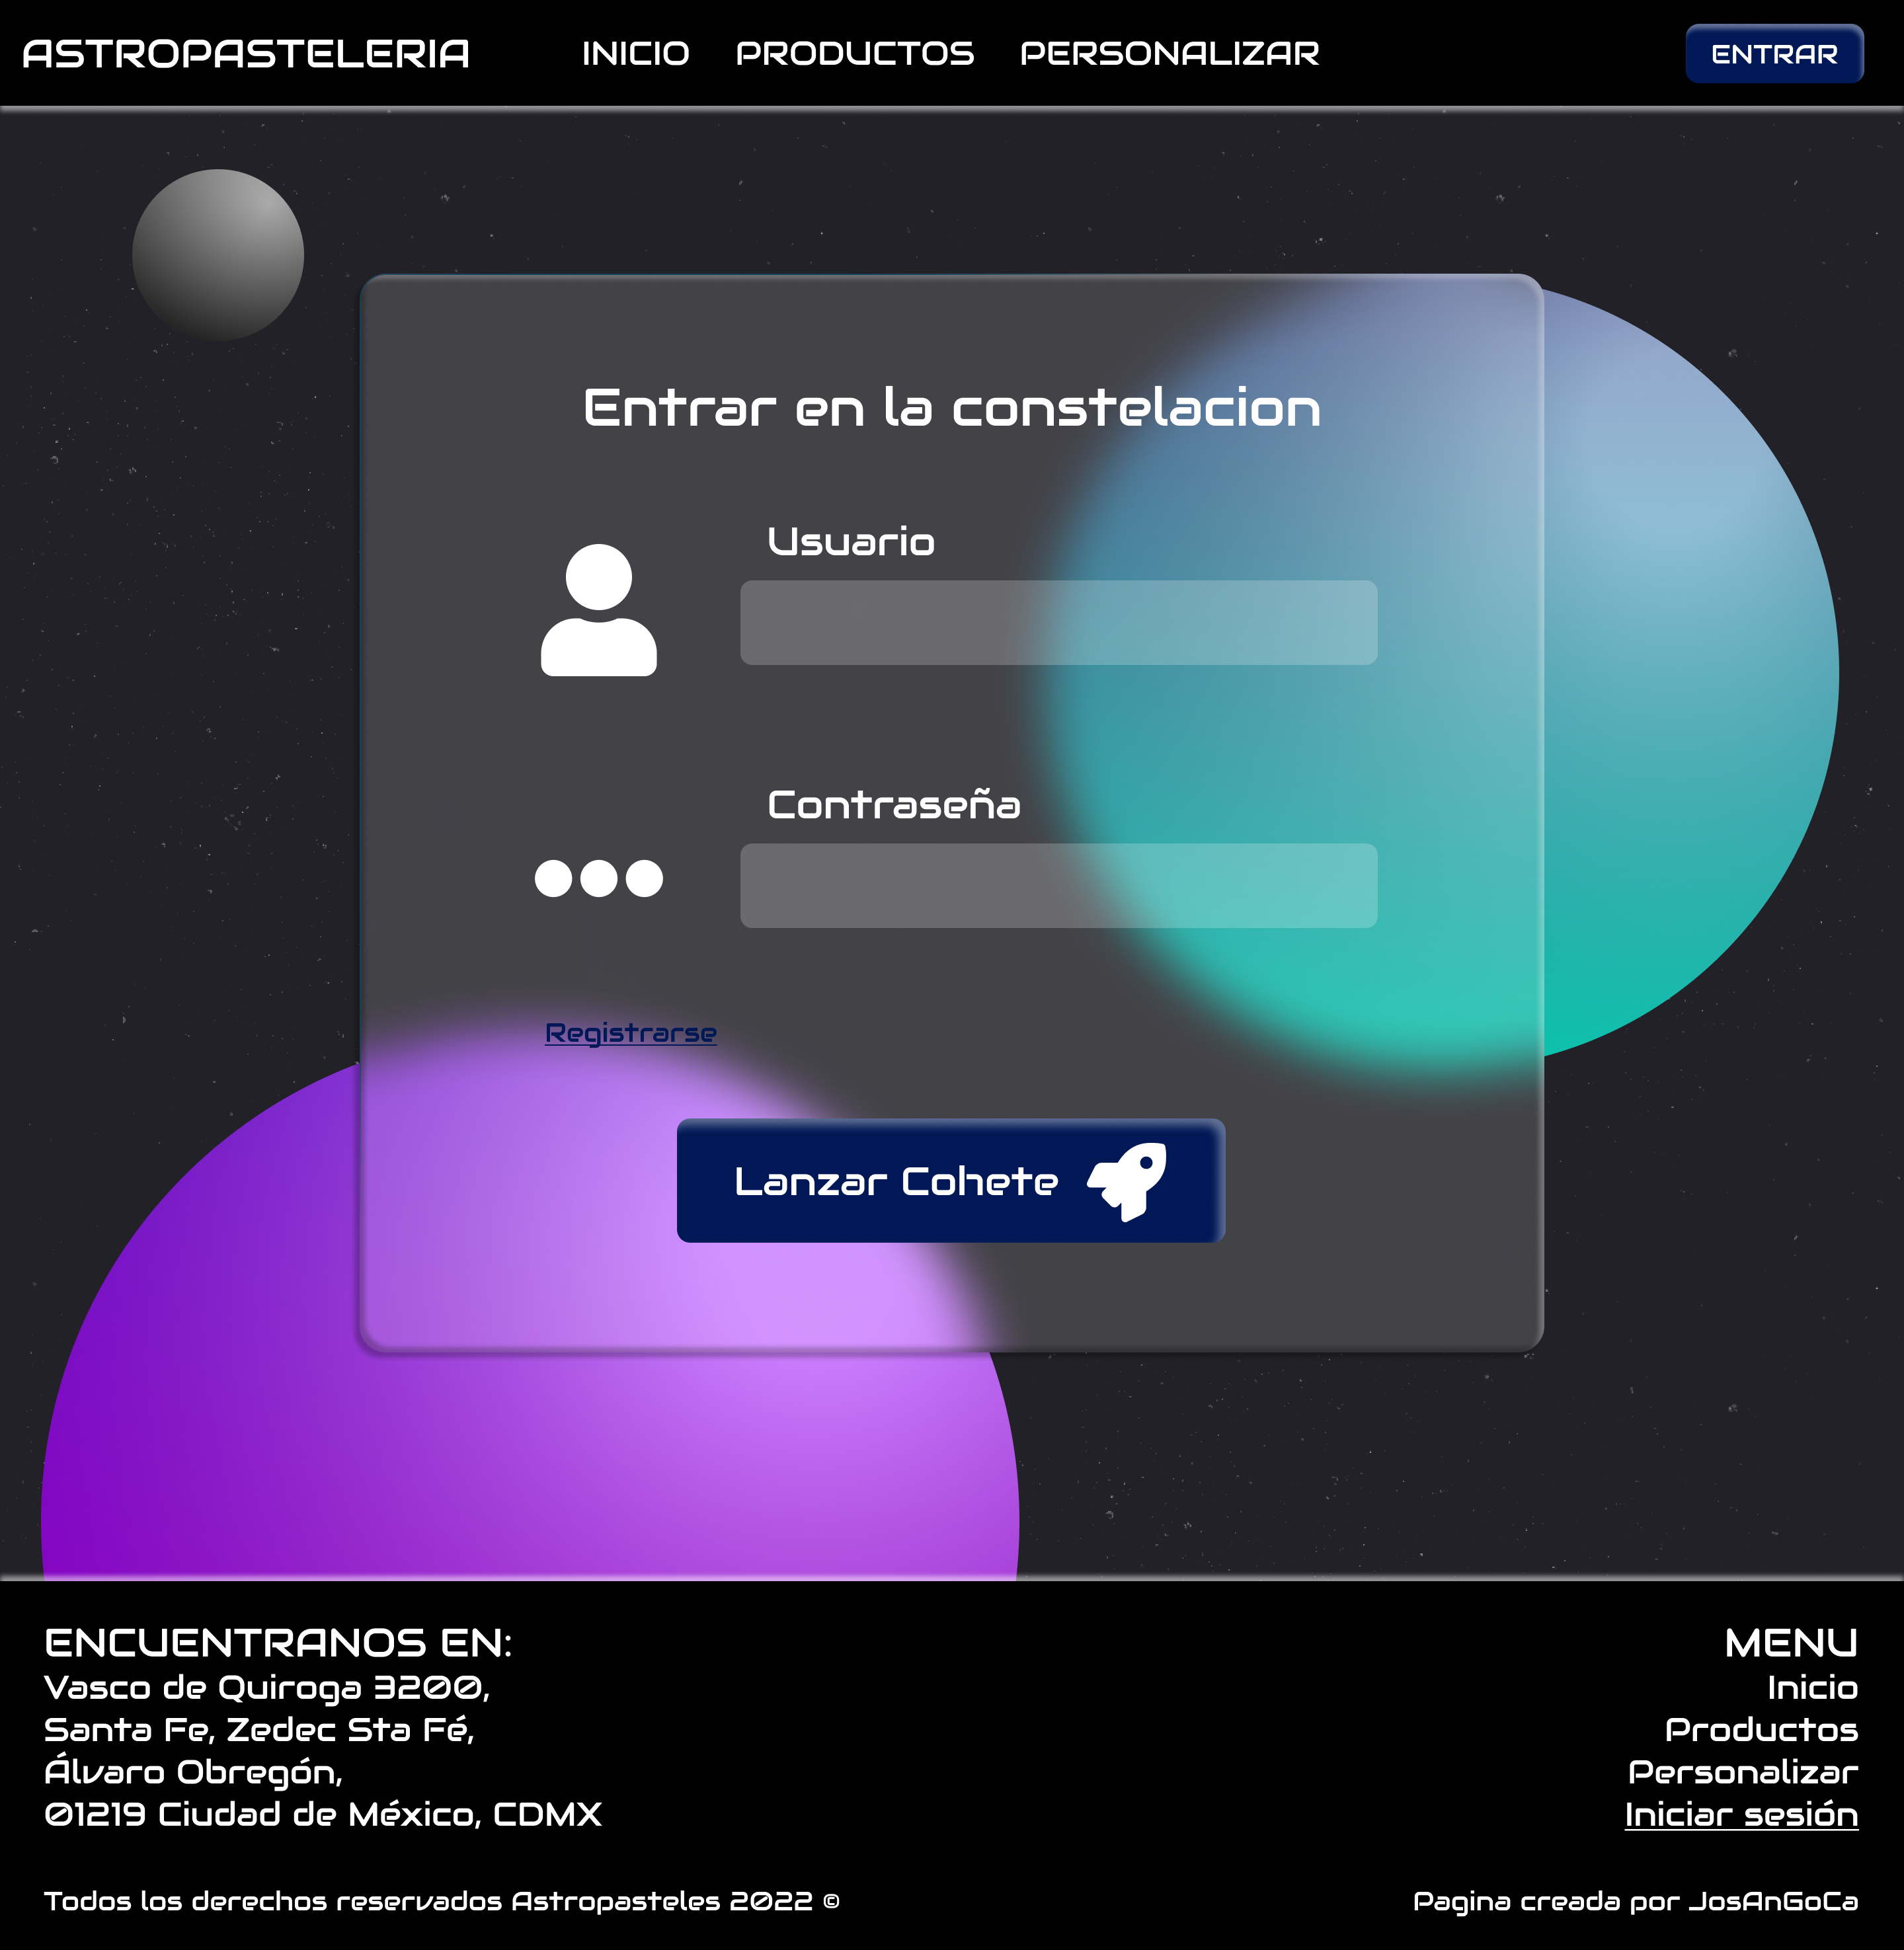 ASTROPASTELERIA INICIO PRODUCTOS PERSONALIZAR ENTRAR
Entrar en la constelacion
Usuario
Contraseña
Registrarse
Lanzar Cohete
ENCUENTRANOS EN:
Vasco de Quiroga 3200,
Santa Fe, Zedec Sta Fé,
Álvaro Obregón,
01219 Ciudad de México, CDMX
MENU
Inicio
Productos
Personalizar
Iniciar sesión
Todos los derechos reservados Astropasteles 2022 ©
Pagina creada por JosAnGoCa